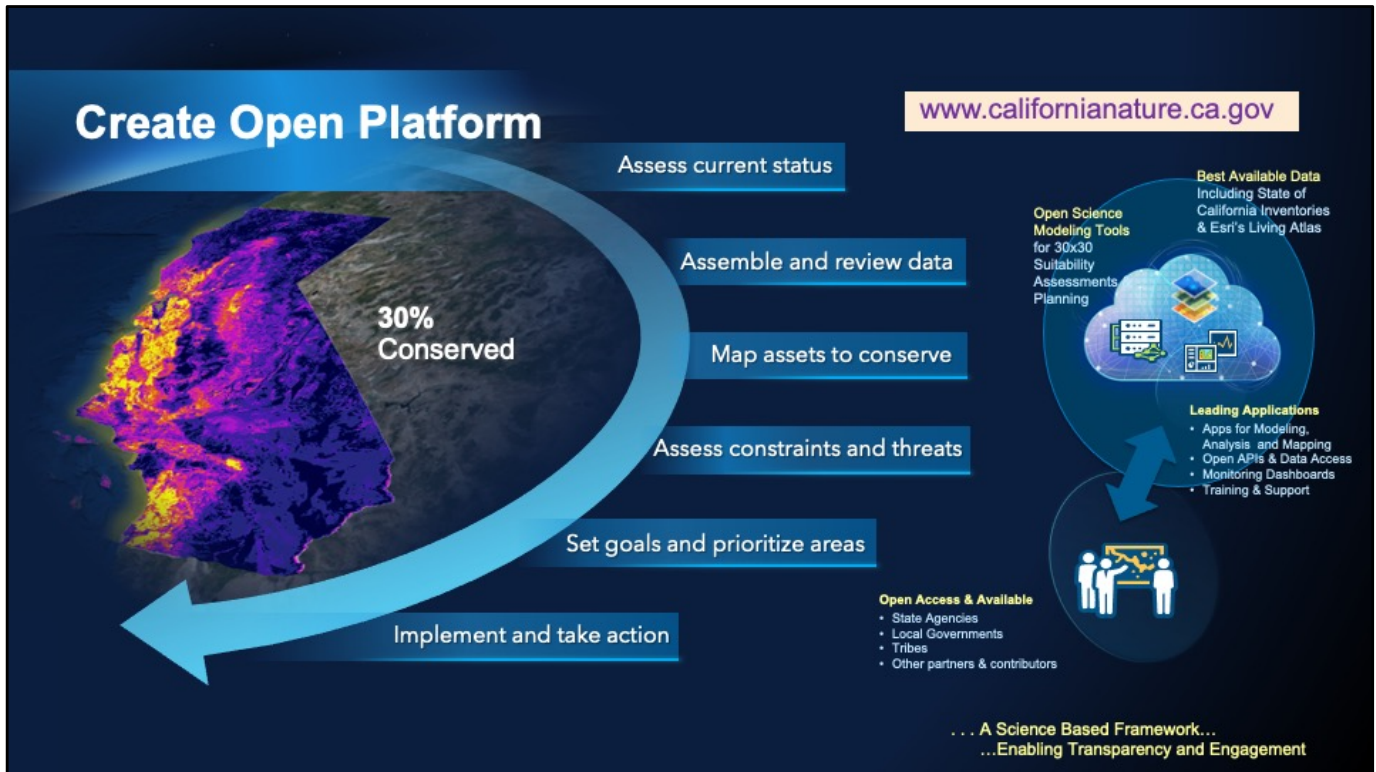 Create Open Platform
www.californianature.ca.gov
Assess current status
Assemble and review data
Map assets to conserve
Assess constraints and threats
Set goals and prioritize areas
Implement and take action
30%
Conserved
Best Available Data
Including State of
California Inventories
& Esri's Living Atlas
Open Science
Modeling Tools
for 30x30
Suitability
Assessments
Planning
Leading Applications
• Apps for Modeling,
Analysis and Mapping
• Open APIs & Data Access
• Monitoring Dashboards
• Training & Support
Open Access & Available
• State Agencies
• Local Governments
• Tribes
• Other partners & contributors
. . . A Science Based Framework...
...Enabling Transparency and Engagement